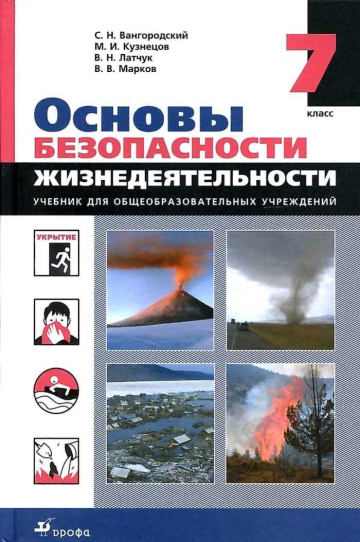 С. Н. Вангородский
М. И. Кузнецов
В. Н. Латчук
В. В. Марков
7
класс
Основы
БЕЗОПАСНОСТИ
ЖИЗНЕДЕЯТЕЛЬНОСТИ
УЧЕБНИК ДЛЯ ОБЩЕОБРАЗОВАТЕЛЬНЫХ УЧРЕЖДЕНИЙ
УКРЫТИЕ
дрофа